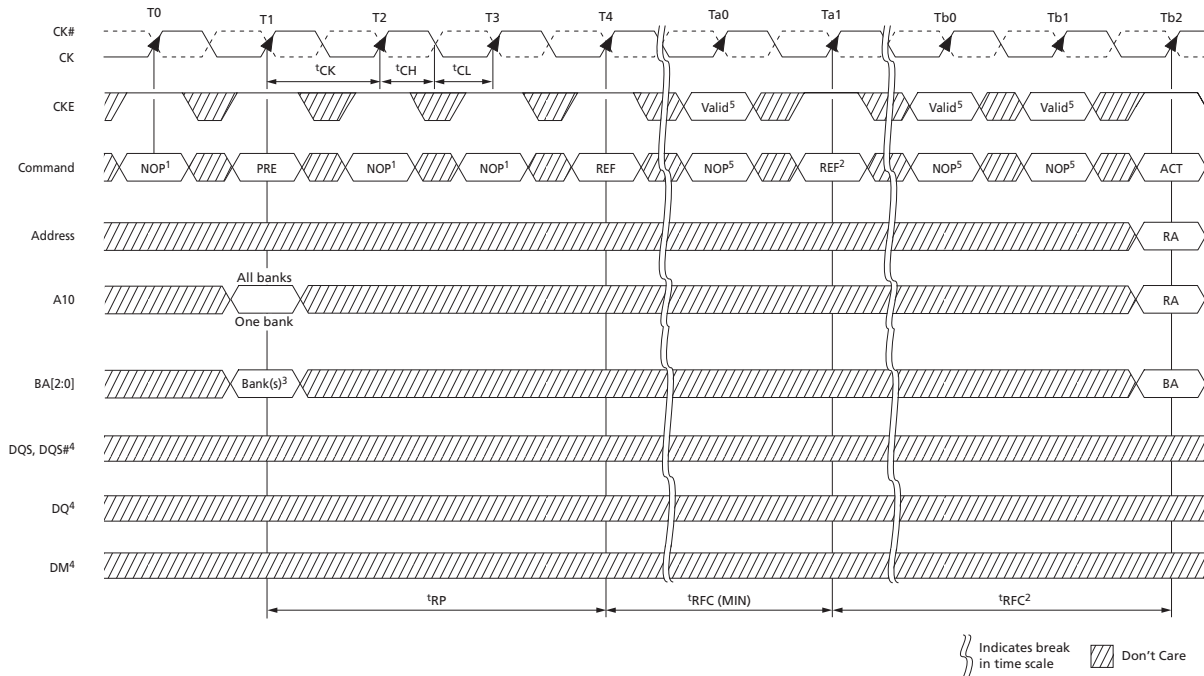 T0 T1 T2 T3 T4 Ta0 Ta1 Tb0 Tb1 Tb2
CK#
CK
tCK tCH tCL
CKE Valid5 Valid5 Valid5
Command NOP1 PRE NOP1 NOP1 REF NOP5 REF2 NOP5 NOP5 ACT
Address RA
All banks
A10 RA
One bank
BA[2:0] Bank(s)3 BA
DQS, DQS#4
DQ4
DM4
tRP tRFC (MIN) tRFC2
Indicates break
in time scale
Don't Care